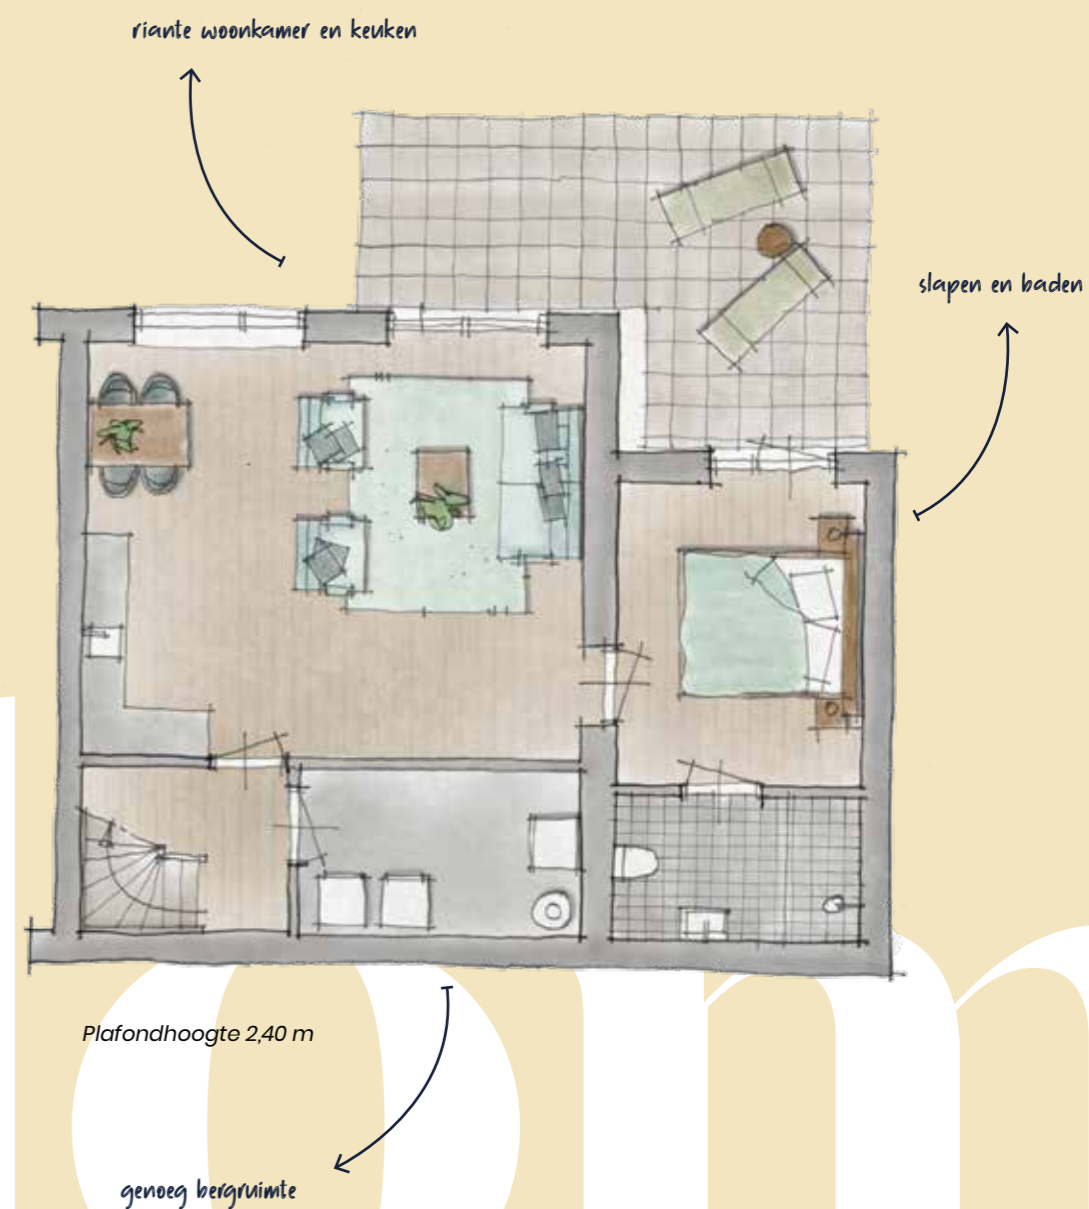 riante woonkamer en keuken
slapen en baden
Plafondhoogte 2,40 m
genoeg bergruimte